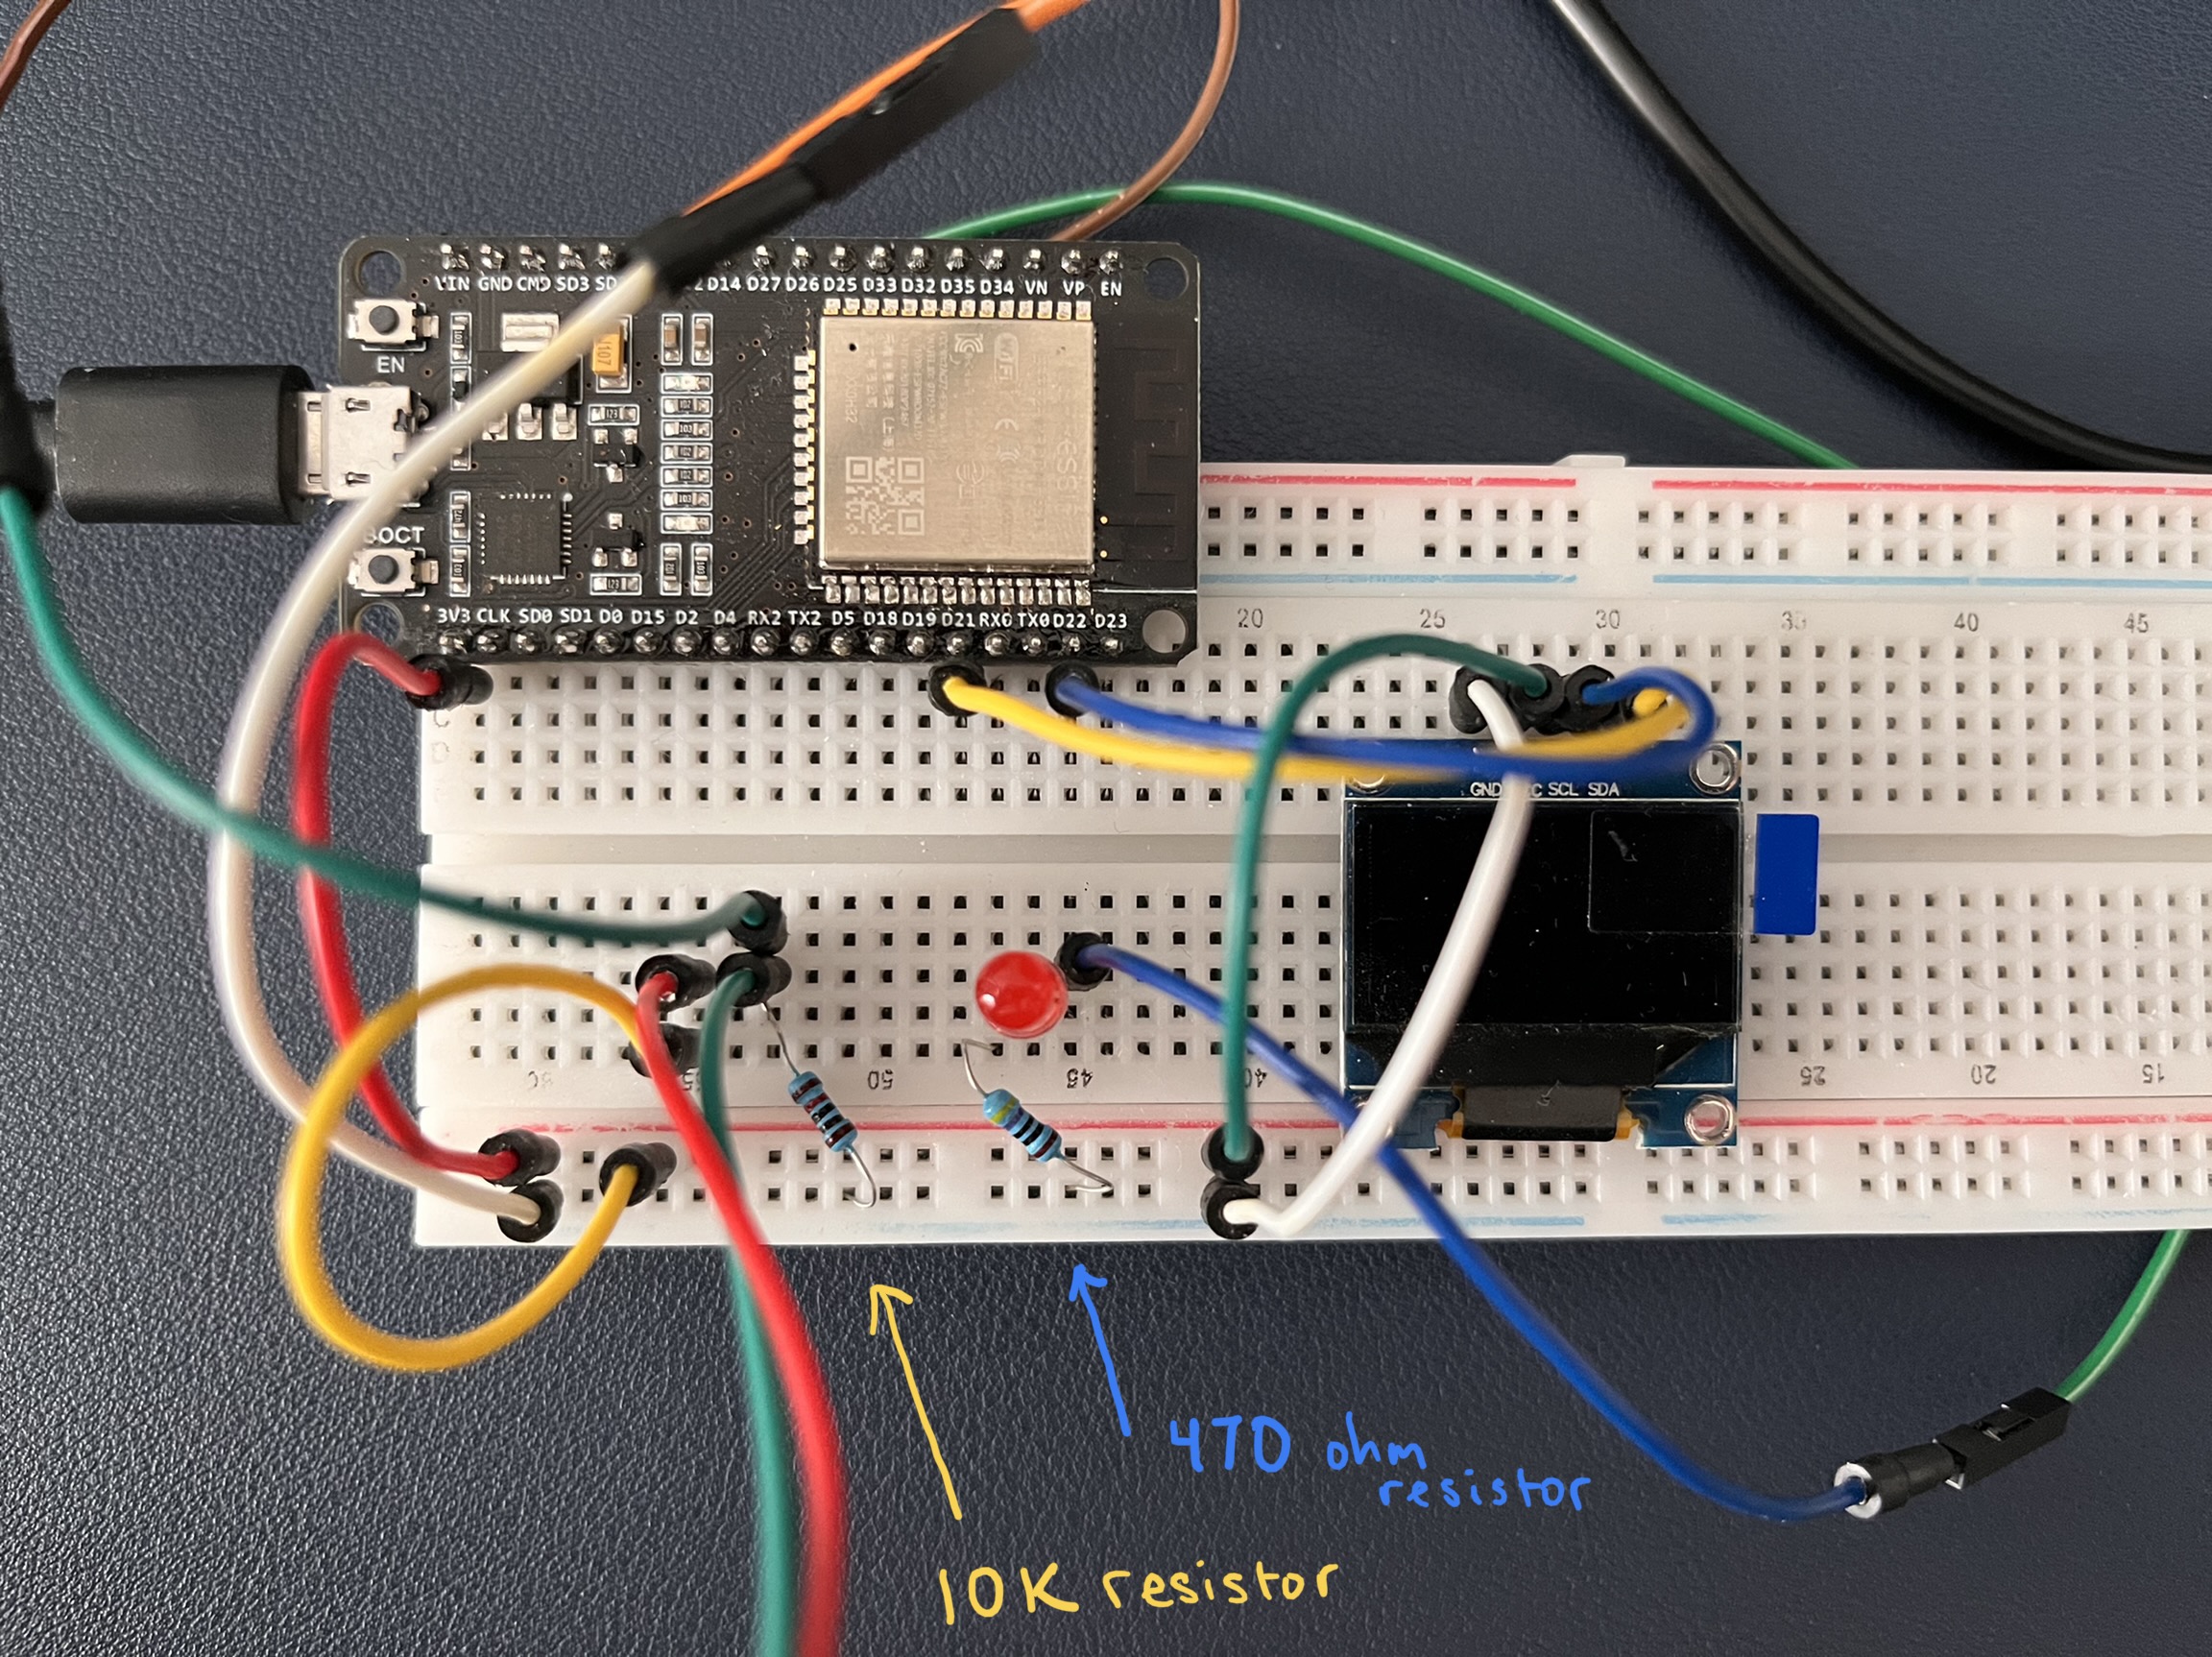 VIN GND CMD SD3 D14 D27 D26 D25 D33 D32 D35 D34 VN VP EN
EN
WiFi
3V3 CLK SD0 SD1 D0 D15 D2 D4 RX2 TX2 D5 D18 D19 D21 RX0 TX0 D22 D23
20 25 30 35 40 45
GND SCL SDA
50 45 40 25 20 15
470 ohm
resistor
10K resistor